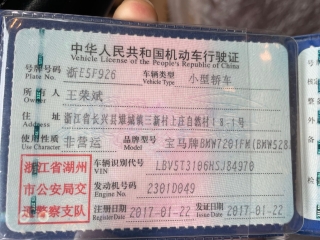 中华人民共和国机动车行驶证
Vehicle License of the People's Republic of China
号牌号码 浙E5F926 车辆类型 小型轿车
Plate No. Vehicle Type
所有人 王荣斌
Owner
住址 浙江省长兴县雉城镇三新村上庄自然村18-1号
Address
使用性质 非营运 品牌型号 宝马牌BMW7201FM(BMWS28
Use Character Model
浙江省湖州
市公安局交
通警察支队
车辆识别代号 LBV5T3106HSJ84970
VIN
发动机号码 2301D049
Engine No.
注册日期 2017-01-22 发证日期 2017-01-22
Register Date Issue Date